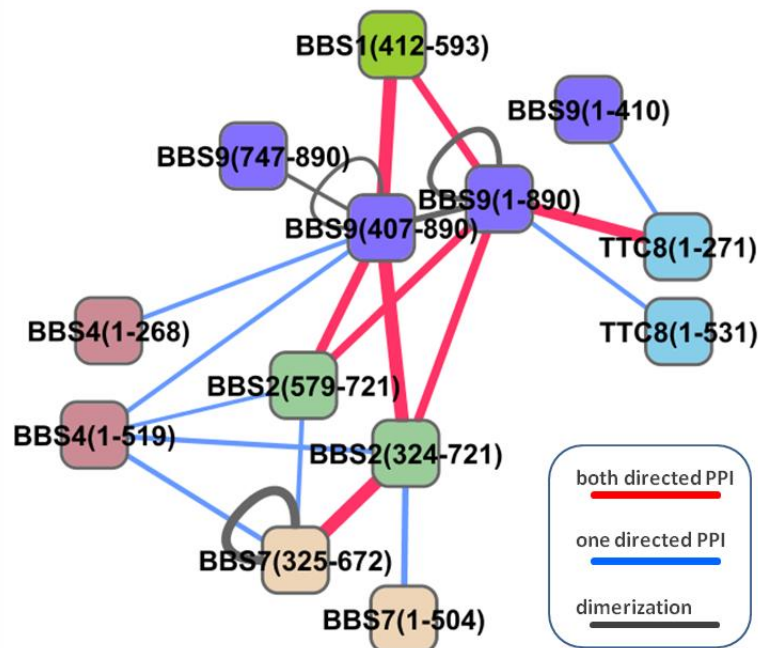 BBS1(412-593)
BBS9(1-410)
BBS9(747-890)
BBS9(1-890)
BBS9(407-890)
TTC8(1-271)
BBS4(1-268)
TTC8(1-531)
BBS2(579-721)
BBS4(1-519)
BBS2(324-721)
both directed PPI
one directed PPI
BBS7(325-672)
dimerization
BBS7(1-504)